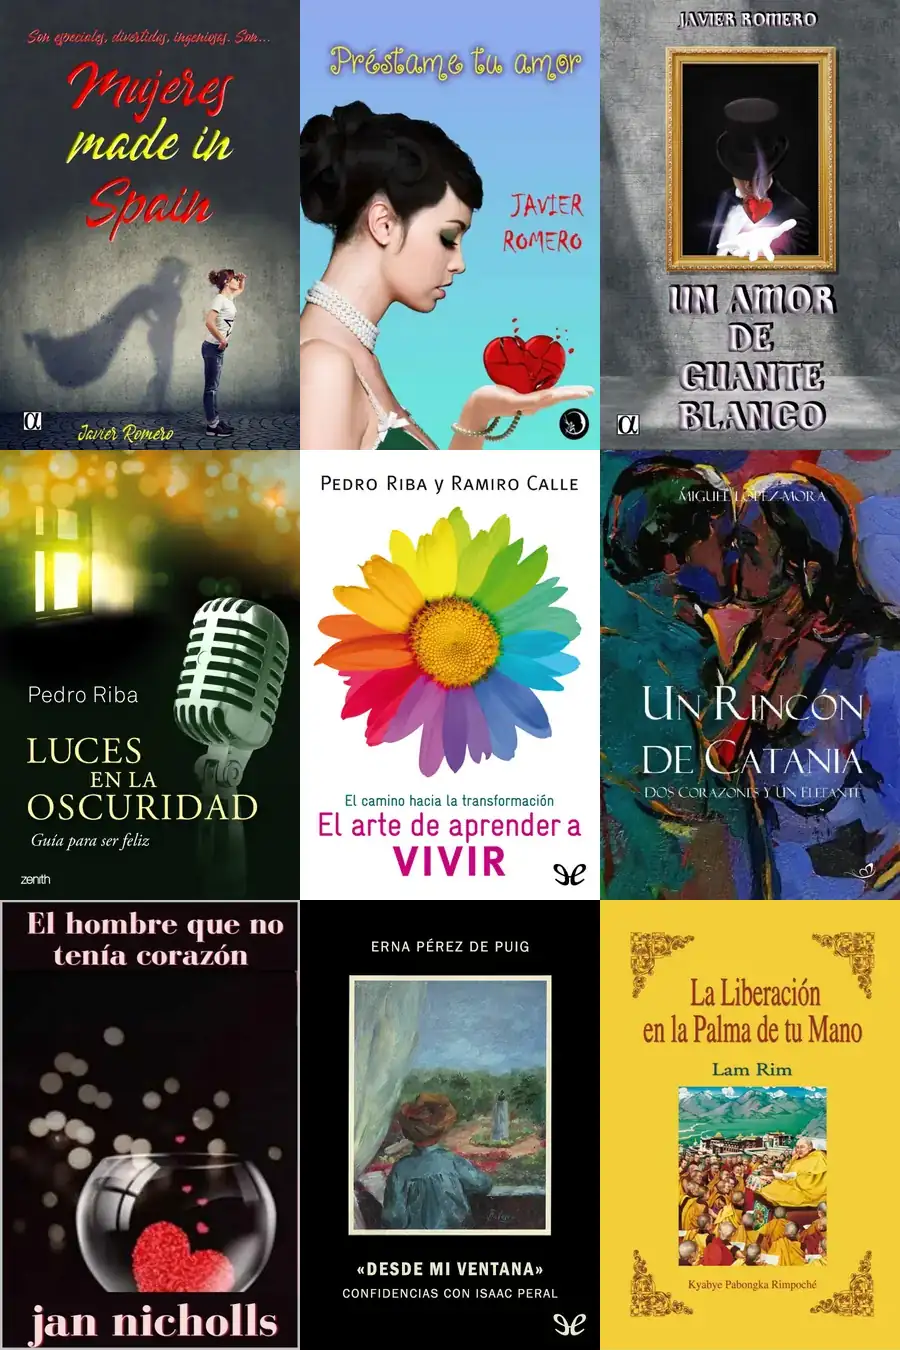 Son especiales, divertidas, ingeniosas. Son...
Mujeres
made in
Spain
α
Javier Romero
Préstame tu amor
JAVIER
ROMERO
JAVIER ROMERO
UN AMOR
DE
GUANTE
BLANCO
α
Pedro Riba
LUCES
EN LA
OSCURIDAD
Guía para ser feliz
zenith
PEDRO RIBA Y RAMIRO CALLE
El camino hacia la transformación
El arte de aprender a
VIVIR
MIGUEL LÓPEZ-MORA
UN RINCÓN
DE CATANIA
DOS CORAZONES Y UN ELEFANTE
El hombre que no
tenía corazón
jan nicholls
ERNA PÉREZ DE PUIG
«DESDE MI VENTANA»
CONFIDENCIAS CON ISAAC PERAL
La Liberación
en la Palma de tu Mano
Lam Rim
Kyabye Pabongka Rimpoché